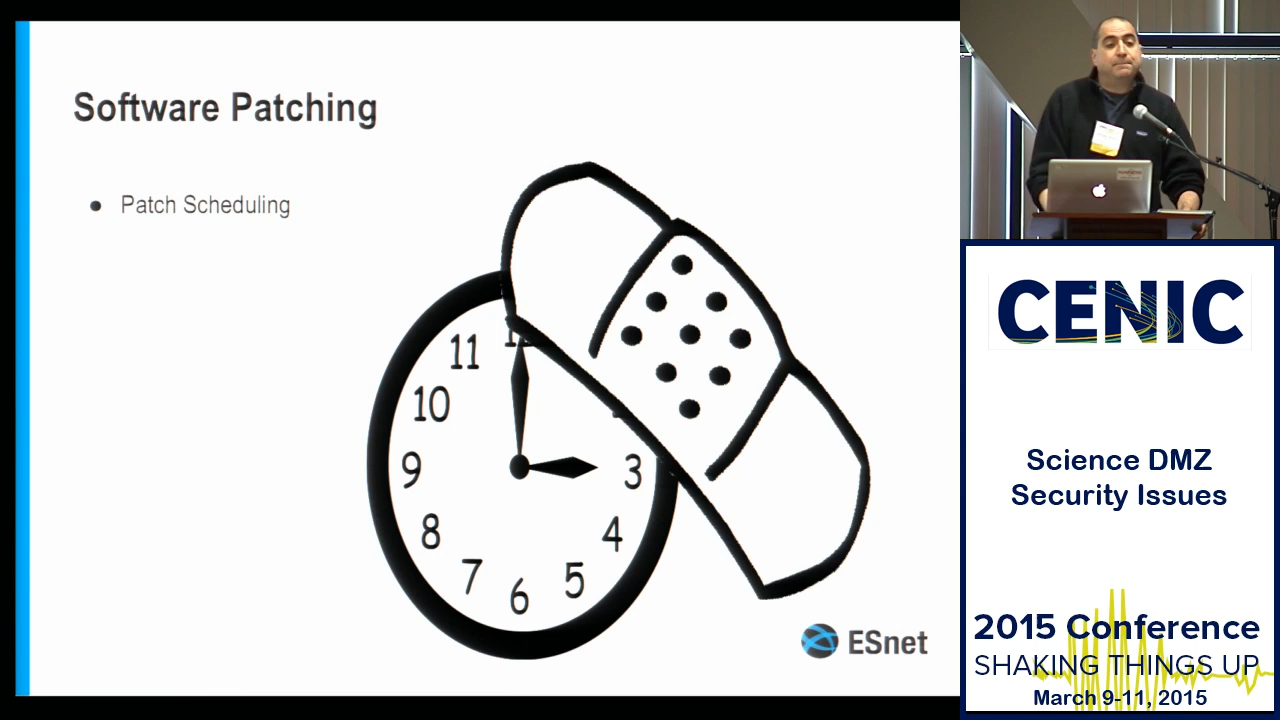 Software Patching
● Patch Scheduling
11
10
9
8
7
6
5
4
3
ESnet
CENIC
Science DMZ
Security Issues
2015 Conference
SHAKING THINGS UP
March 9-11, 2015